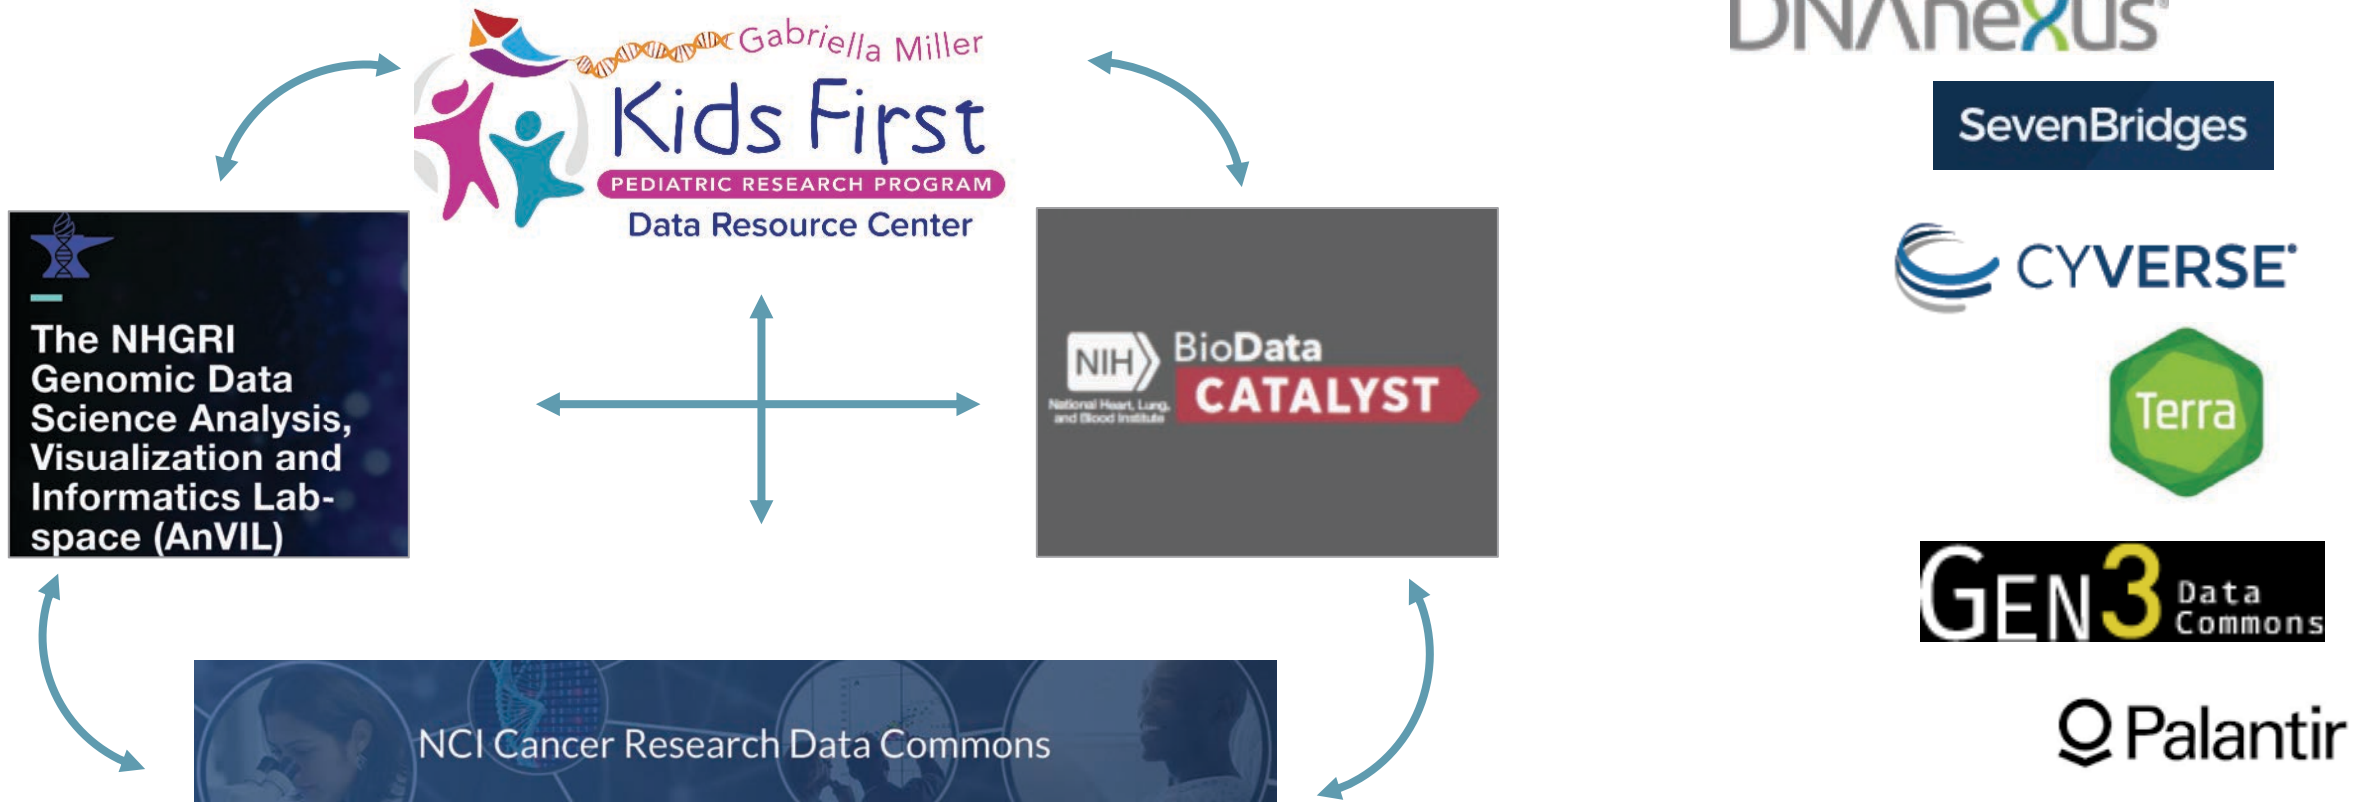 Gabriella Miller
Kids First
PEDIATRIC RESEARCH PROGRAM
Data Resource Center
The NHGRI
Genomic Data
Science Analysis,
Visualization and
Informatics Lab-
space (AnVIL)
NIH
National Heart, Lung,
and Blood Institute
BioData
CATALYST
NCI Cancer Research Data Commons
DNAnexus
SevenBridges
CYVERSE
Terra
GEN3 Data
Commons
Palantir